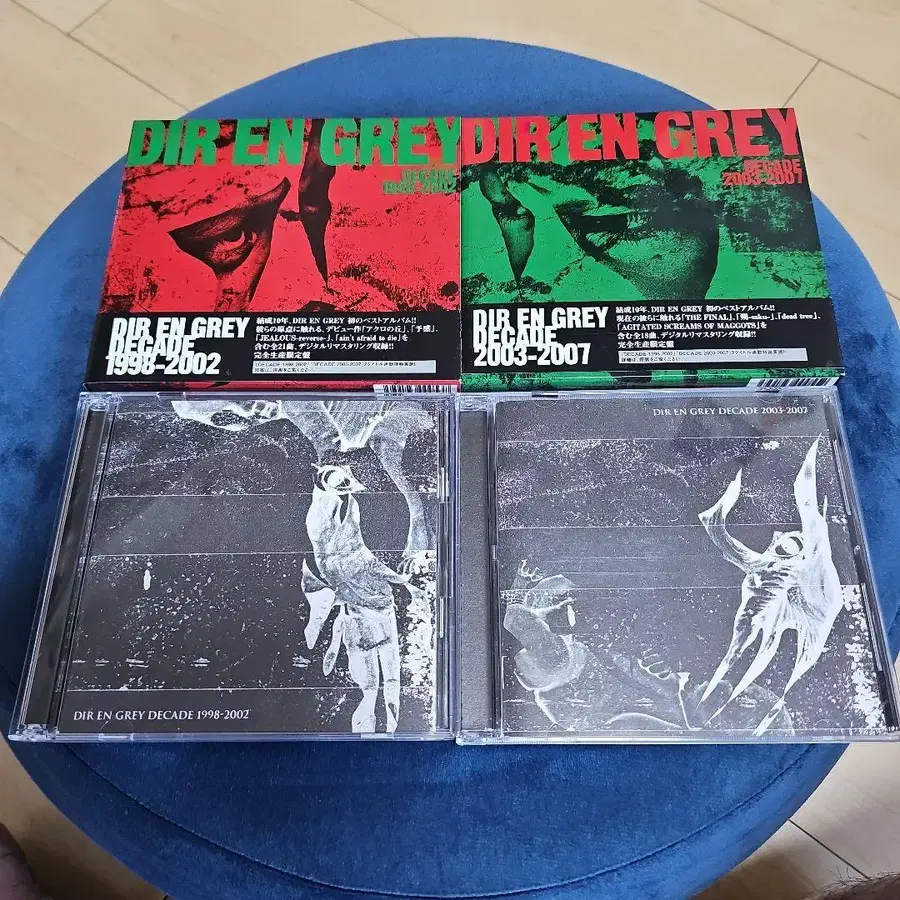 DIR EN GREY
DECADE
1998-2002
DIR EN GREY
DECADE
1998-2002
結成10年、DIR EN GREY 初のベストアルバム!!
彼らの原点に触れる、デビュー作「アクロの丘」、「予感」、
「JEALOUS-reverse-」、「ain't afraid to die」を
含む全21曲、デジタルリマスタリング収録!!
完全生産限定盤
DIR EN GREY
DECADE
2003-2007
DIR EN GREY
DECADE
2003-2007
結成10年、DIR EN GREY 初のベストアルバム!!
現在の彼らに触れる「THE FINAL」、「朔-saku-」、「dead tree」、
「AGITATED SCREAMS OF MAGGOTS」を
含む全18曲、デジタルリマスタリング収録!!
完全生産限定盤
DIR EN GREY DECADE 1998-2002
DIR EN GREY DECADE 2003-2007